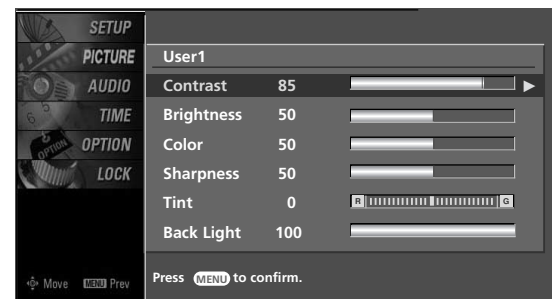 SETUP
PICTURE
AUDIO
TIME
OPTION
LOCK
Move MENU Prev
User1
Contrast 85
Brightness 50
Color 50
Sharpness 50
Tint 0 R G
Back Light 100
Press MENU to confirm.